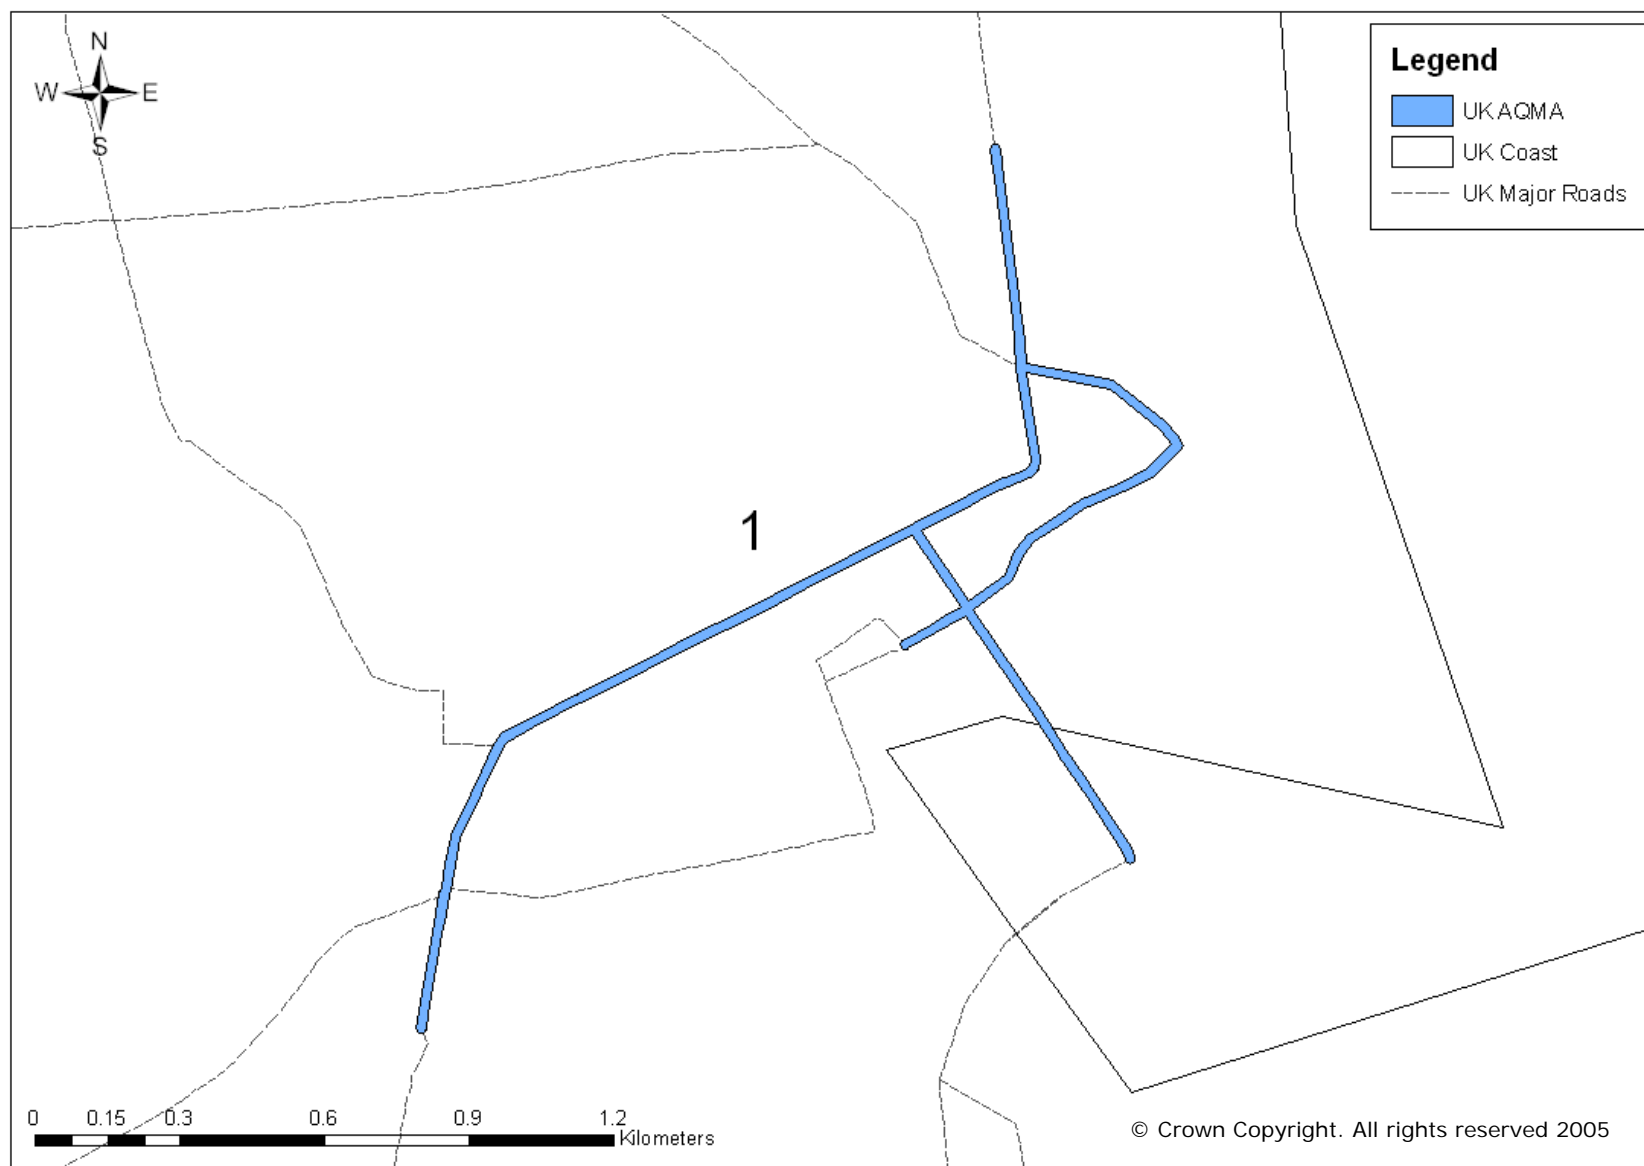 N
W E
S
Legend
UK AQMA
UK Coast
UK Major Roads
1
0 0.15 0.3 0.6 0.9 1.2
Kilometers
© Crown Copyright. All rights reserved 2005